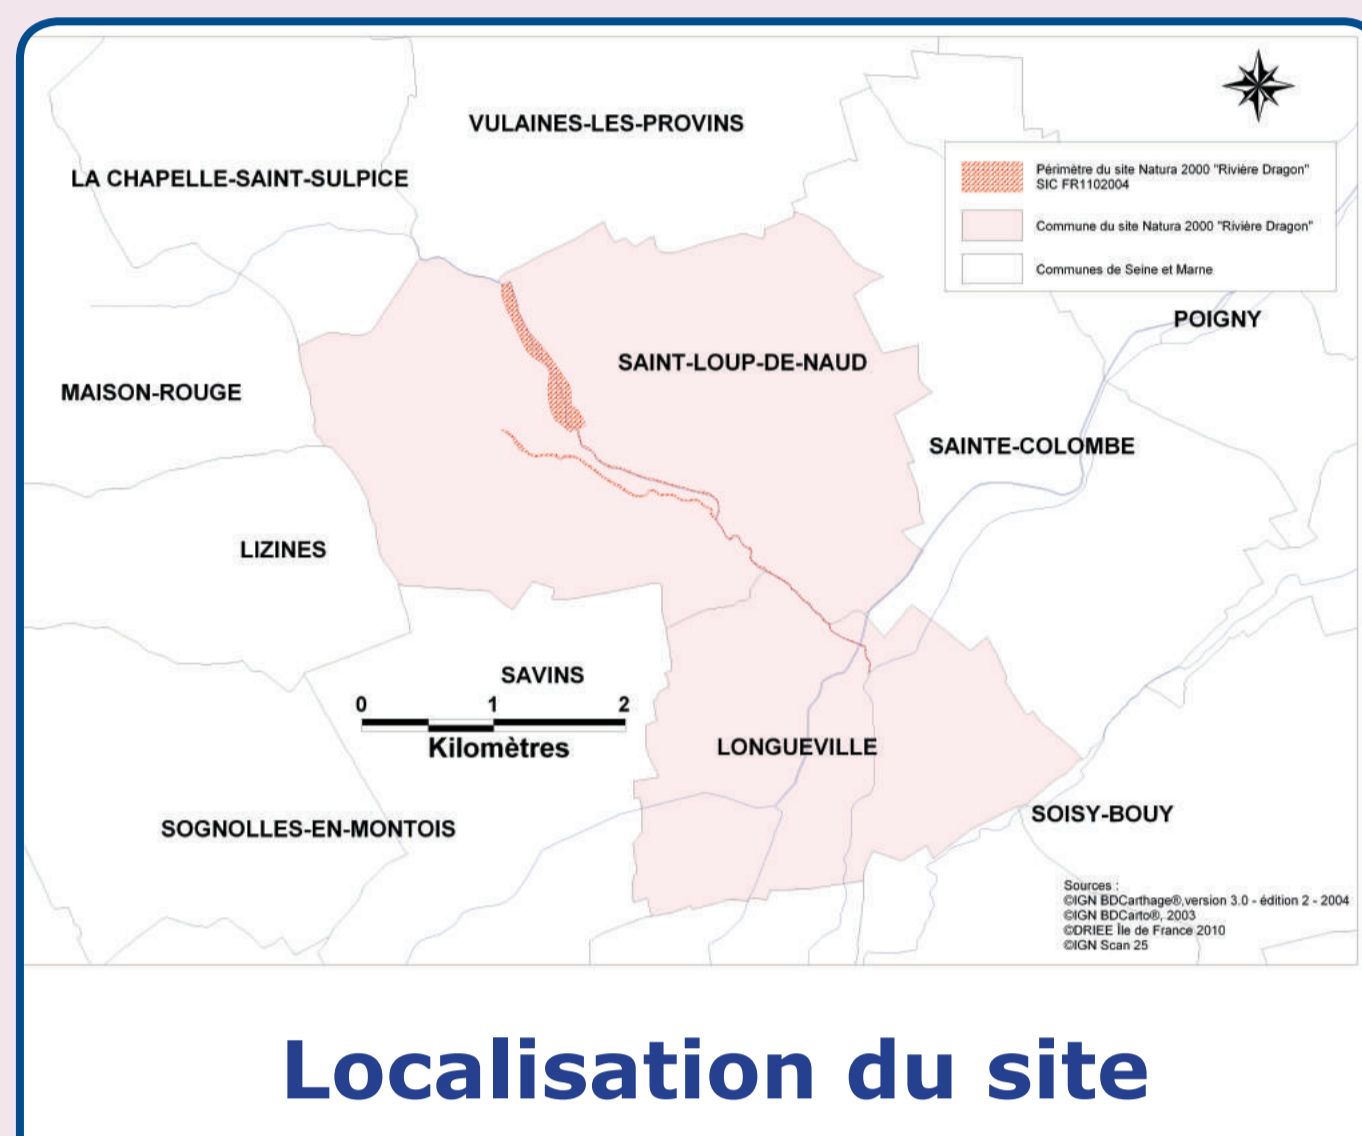 VULAINES-LES-PROVINS
LA CHAPELLE-SAINT-SULPICE
Périmètre du site Natura 2000 "Rivière Dragon"
SIC FR1102004
Commune du site Natura 2000 "Rivière Dragon"
Communes de Seine et Marne
POIGNY
SAINT-LOUP-DE-NAUD
MAISON-ROUGE
SAINTE-COLOMBE
LIZINES
SAVINS
0 1 2
Kilomètres
LONGUEVILLE
SOISY-BOUY
SOGNOLLES-EN-MONTOIS
Sources :
©IGN BDCarthage®,version 3.0 - édition 2 - 2004
©IGN BDCarto®, 2003
©DRIEE Île de France 2010
©IGN Scan 25
Localisation du site